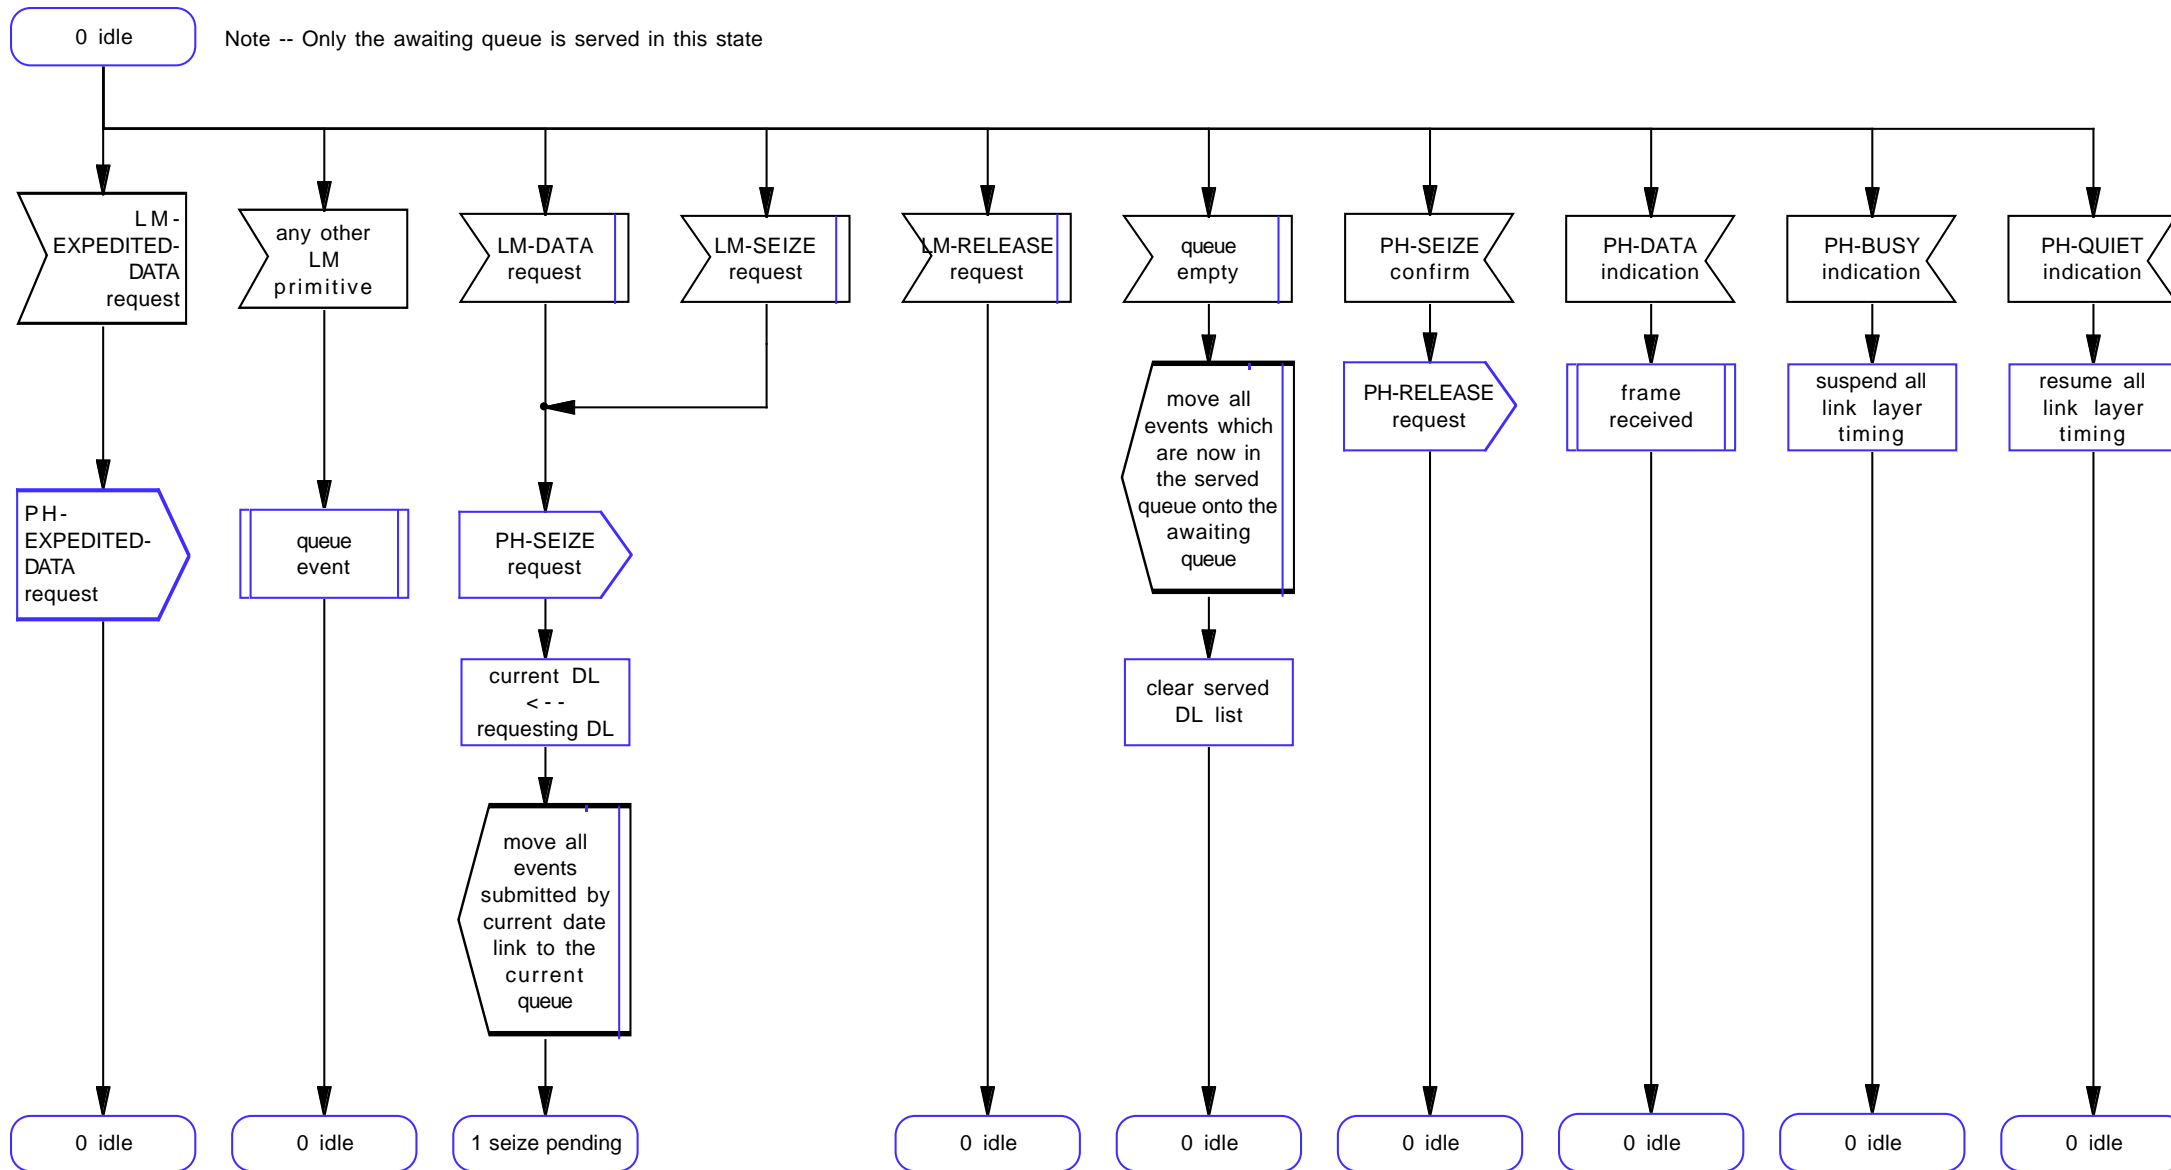 0 idle
Note -- Only the awaiting queue is served in this state
LM-
EXPEDITED-
DATA
request
any other
LM
primitive
LM-DATA
request
LM-SEIZE
request
LM-RELEASE
request
queue
empty
PH-SEIZE
confirm
PH-DATA
indication
PH-BUSY
indication
PH-QUIET
indication
move all
events which
are now in
the served
queue onto the
awaiting
queue
PH-RELEASE
request
frame
received
suspend all
link layer
timing
resume all
link layer
timing
PH-
EXPEDITED-
DATA
request
queue
event
PH-SEIZE
request
current DL
<--
requesting DL
clear served
DL list
move all
events
submitted by
current date
link to the
current
queue
0 idle
0 idle
1 seize pending
0 idle
0 idle
0 idle
0 idle
0 idle
0 idle